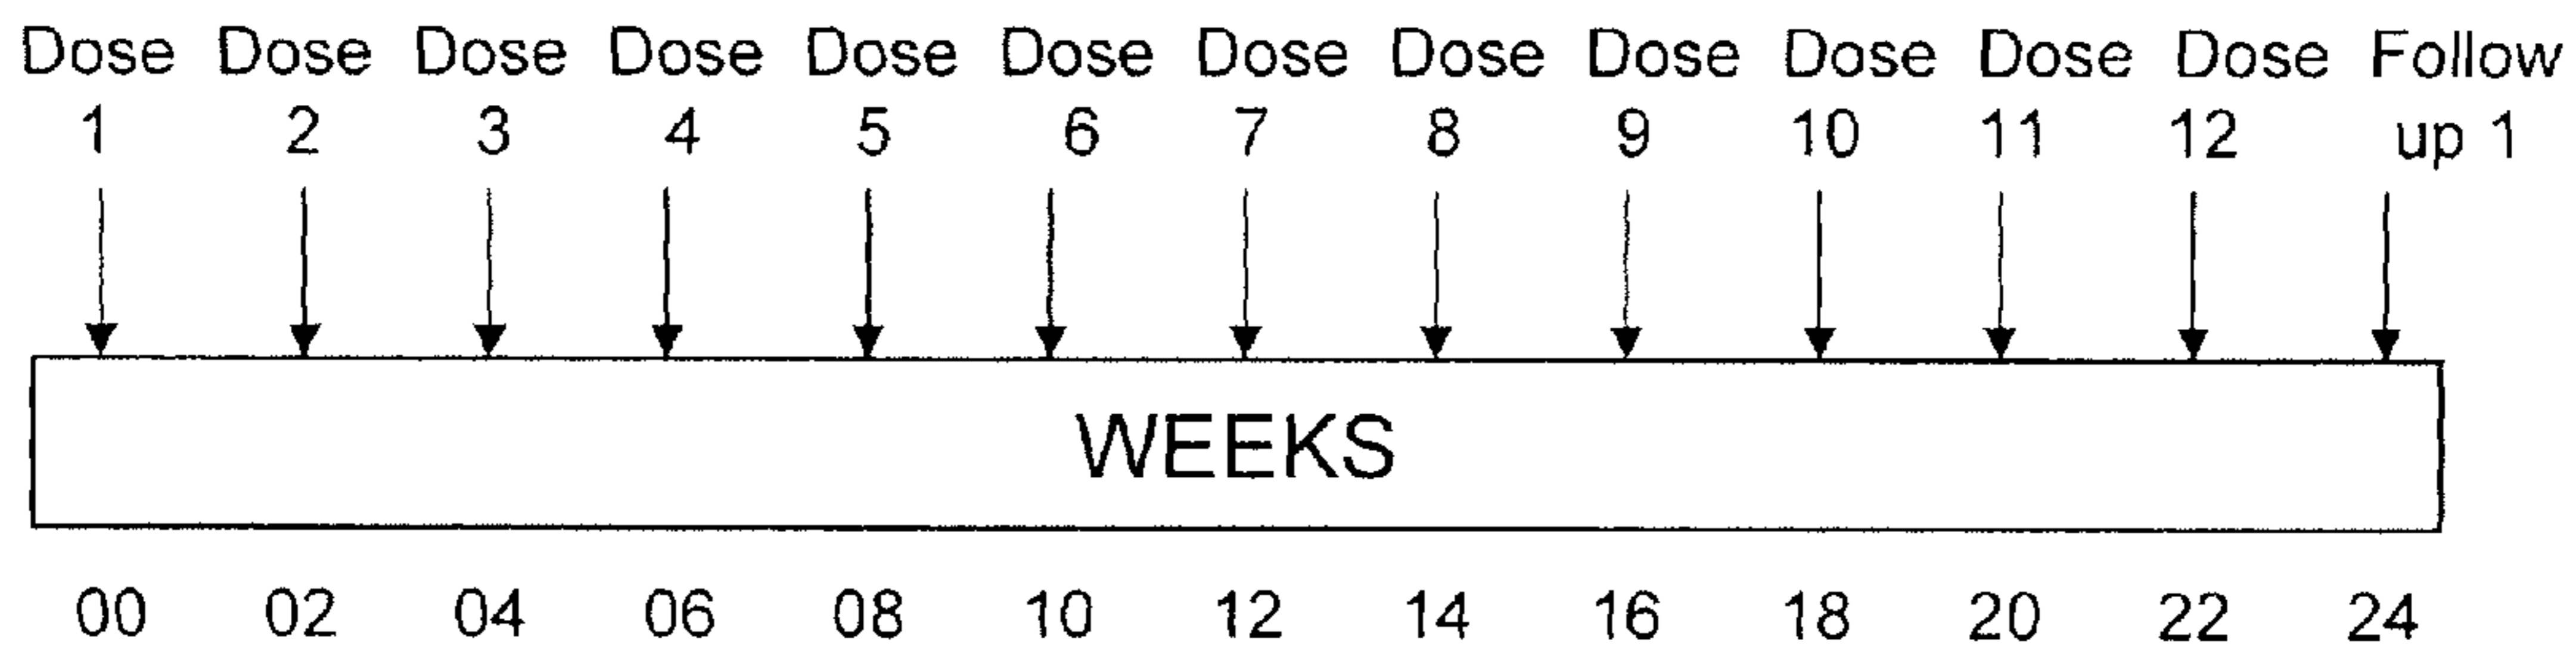 Dose Dose Dose Dose Dose Dose Dose Dose Dose Dose Dose Dose Follow
1 2 3 4 5 6 7 8 9 10 11 12 up 1
WEEKS
00 02 04 06 08 10 12 14 16 18 20 22 24